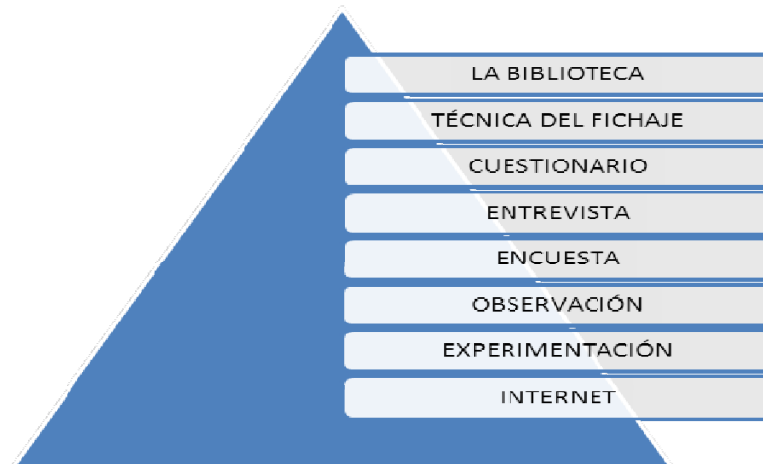 LA BIBLIOTECA
TÉCNICA DEL FICHAJE
CUESTIONARIO
ENTREVISTA
ENCUESTA
OBSERVACIÓN
EXPERIMENTACIÓN
INTERNET